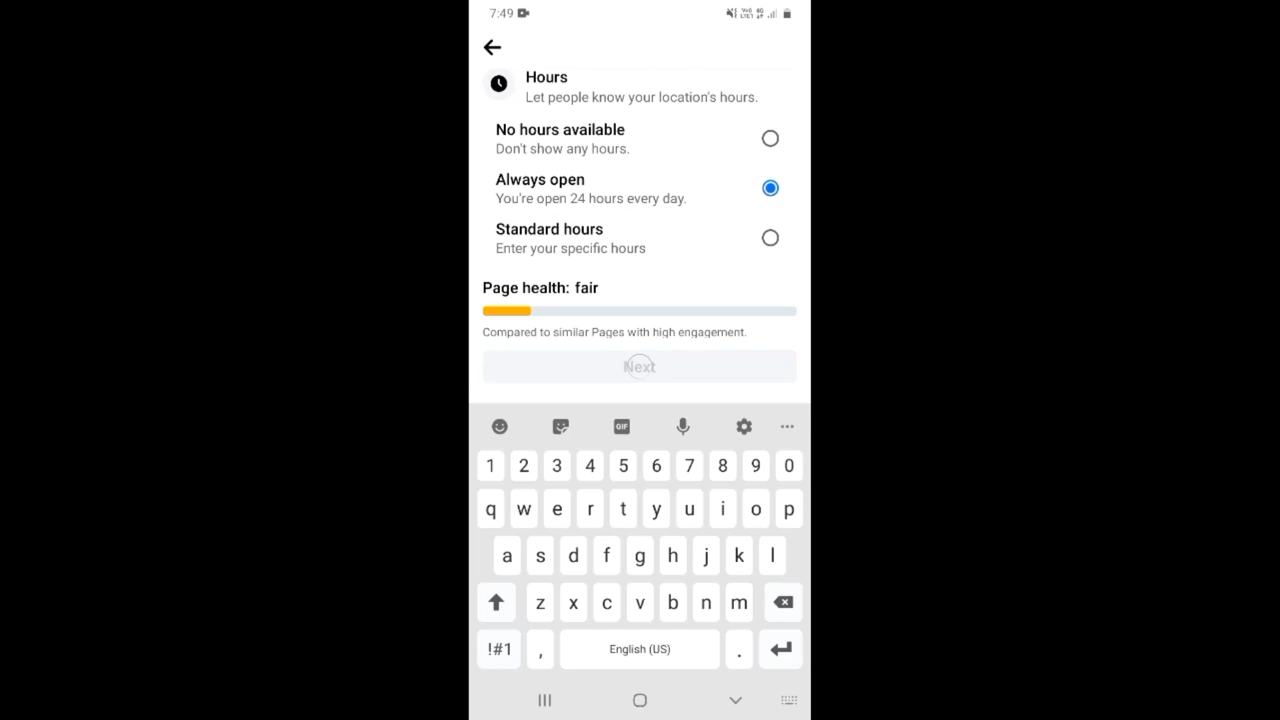 7:49
Hours
Let people know your location's hours.
No hours available
Don't show any hours.
Always open
You're open 24 hours every day.
Standard hours
Enter your specific hours
Page health: fair
Compared to similar Pages with high engagement.
Next
GIF
1 2 3 4 5 6 7 8 9 0
q w e r t y u i o p
a s d f g h j k l
z x c v b n m
!#1 , English (US) .